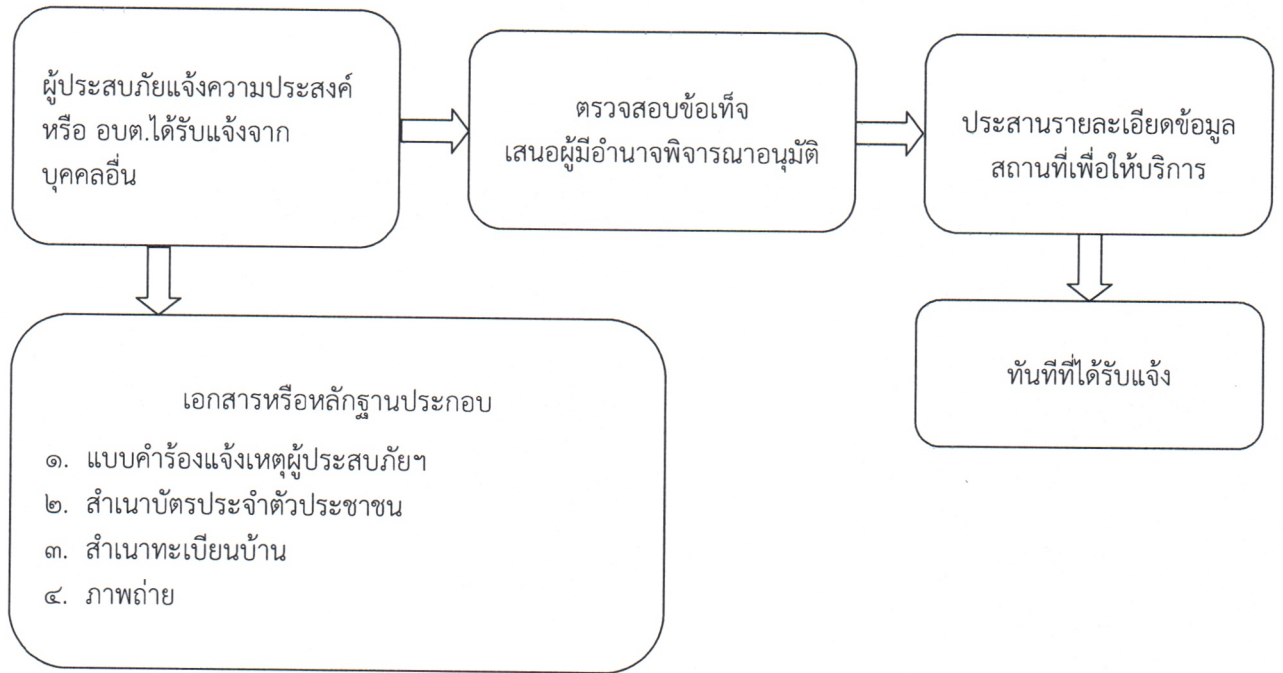 ผู้ประสบภัยแจ้งความประสงค์
หรือ อบต.ได้รับแจ้งจาก
บุคคลอื่น
ตรวจสอบข้อเท็จ
เสนอผู้มีอำนาจพิจารณาอนุมัติ
ประสานรายละเอียดข้อมูล
สถานที่เพื่อให้บริการ
ทันทีที่ได้รับแจ้ง
เอกสารหรือหลักฐานประกอบ
๑. แบบคำร้องแจ้งเหตุผู้ประสบภัยฯ
๒. สำเนาบัตรประจำตัวประชาชน
๓. สำเนาทะเบียนบ้าน
๔. ภาพถ่าย